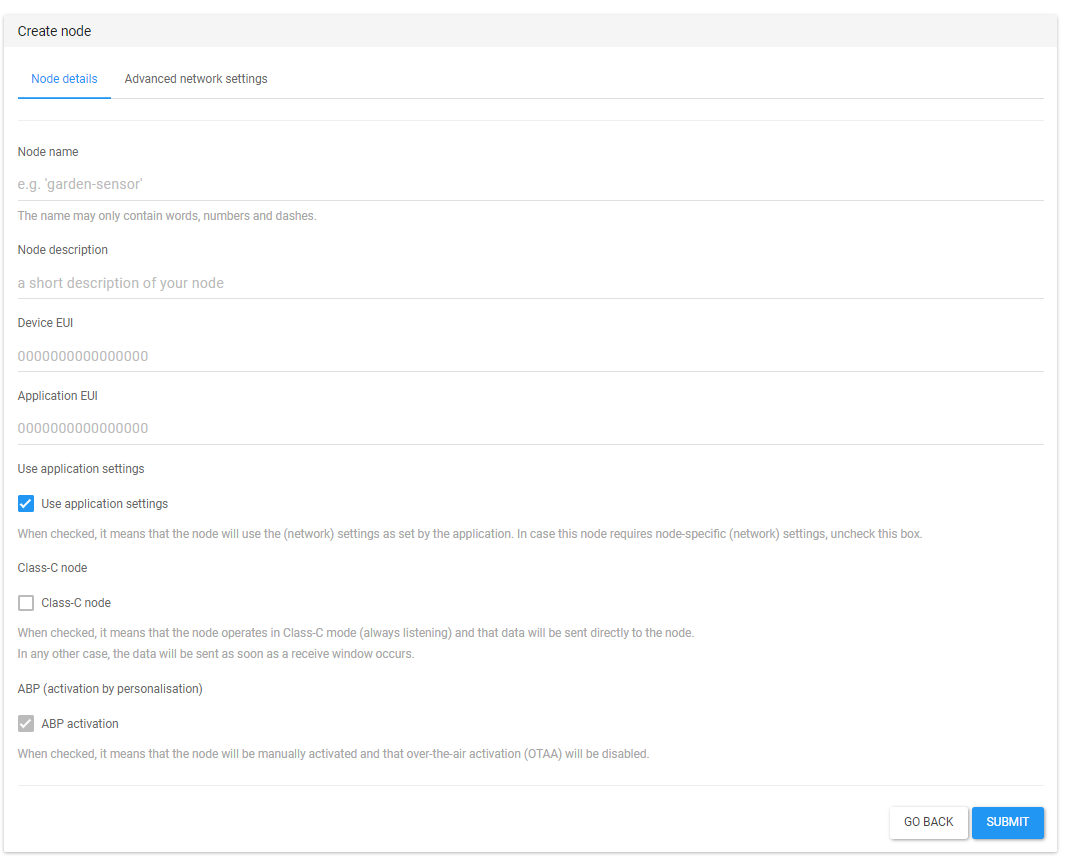 Create node
Node details
Advanced network settings
Node name
e.g. 'garden-sensor'
The name may only contain words, numbers and dashes.
Node description
a short description of your node
Device EUI
0000000000000000
Application EUI
0000000000000000
Use application settings
Use application settings
When checked, it means that the node will use the (network) settings as set by the application. In case this node requires node-specific (network) settings, uncheck this box.
Class-C node
Class-C node
When checked, it means that the node operates in Class-C mode (always listening) and that data will be sent directly to the node.
In any other case, the data will be sent as soon as a receive window occurs.
ABP (activation by personalisation)
ABP activation
When checked, it means that the node will be manually activated and that over-the-air activation (OTAA) will be disabled.
GO BACK
SUBMIT